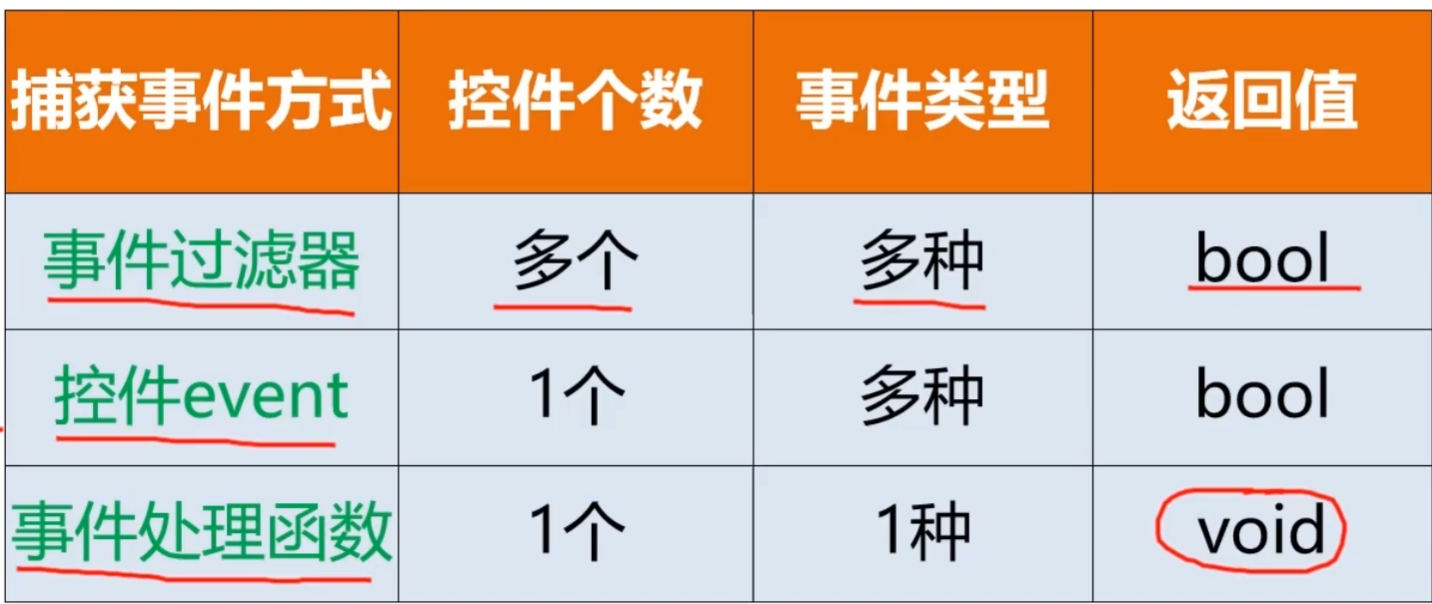 捕获事件方式 控件个数 事件类型 返回值
事件过滤器 多个 多种 bool
控件event 1个 多种 bool
事件处理函数 1个 1种 void